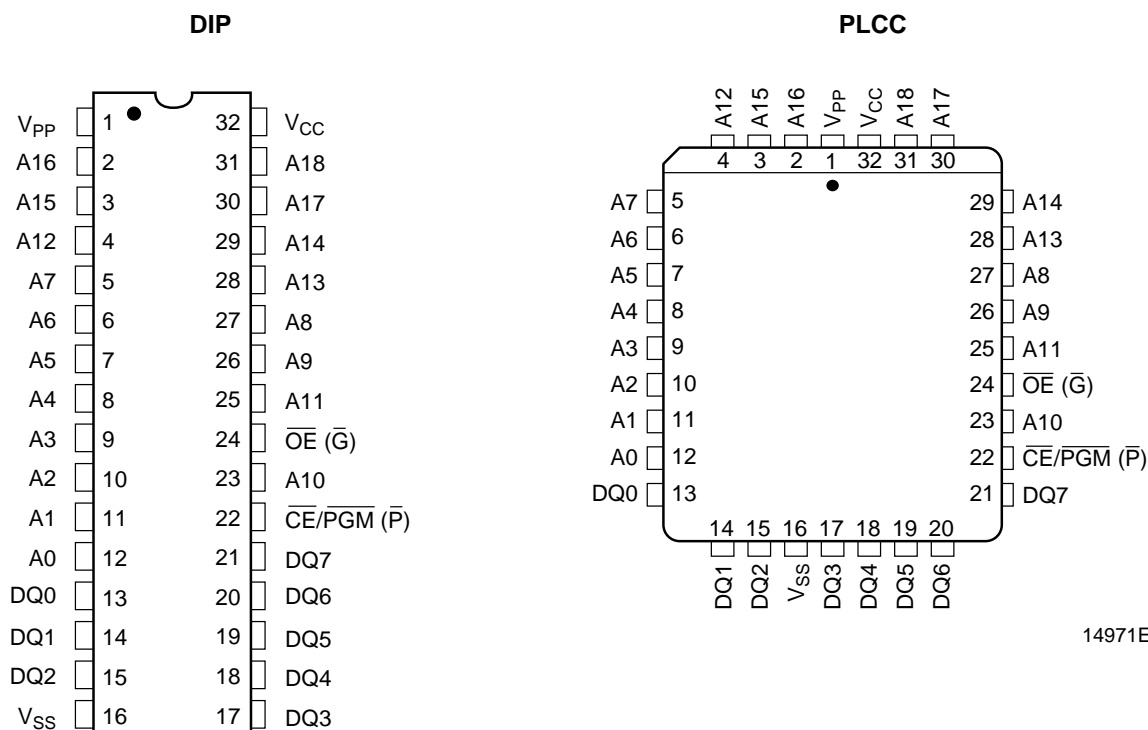 DIP
PLCC
VPP 1 32 VCC
A16 2 31 A18
A15 3 30 A17
A12 4 29 A14
A7 5 28 A13
A6 6 27 A8
A5 7 26 A9
A4 8 25 A11
A3 9 24 O̅E̅ (G̅)
A2 10 23 A10
A1 11 22 C̅E̅/P̅G̅M̅ (P̅)
A0 12 21 DQ7
DQ0 13 20 DQ6
DQ1 14 19 DQ5
DQ2 15 18 DQ4
VSS 16 17 DQ3
A12 A15 A16 VPP VCC A18 A17
4 3 2 1 32 31 30
A7 5 29 A14
A6 6 28 A13
A5 7 27 A8
A4 8 26 A9
A3 9 25 A11
A2 10 24 O̅E̅ (G̅)
A1 11 23 A10
A0 12 22 C̅E̅/P̅G̅M̅ (P̅)
DQ0 13 21 DQ7
14 15 16 17 18 19 20
DQ1 DQ2 VSS DQ3 DQ4 DQ5 DQ6
14971E